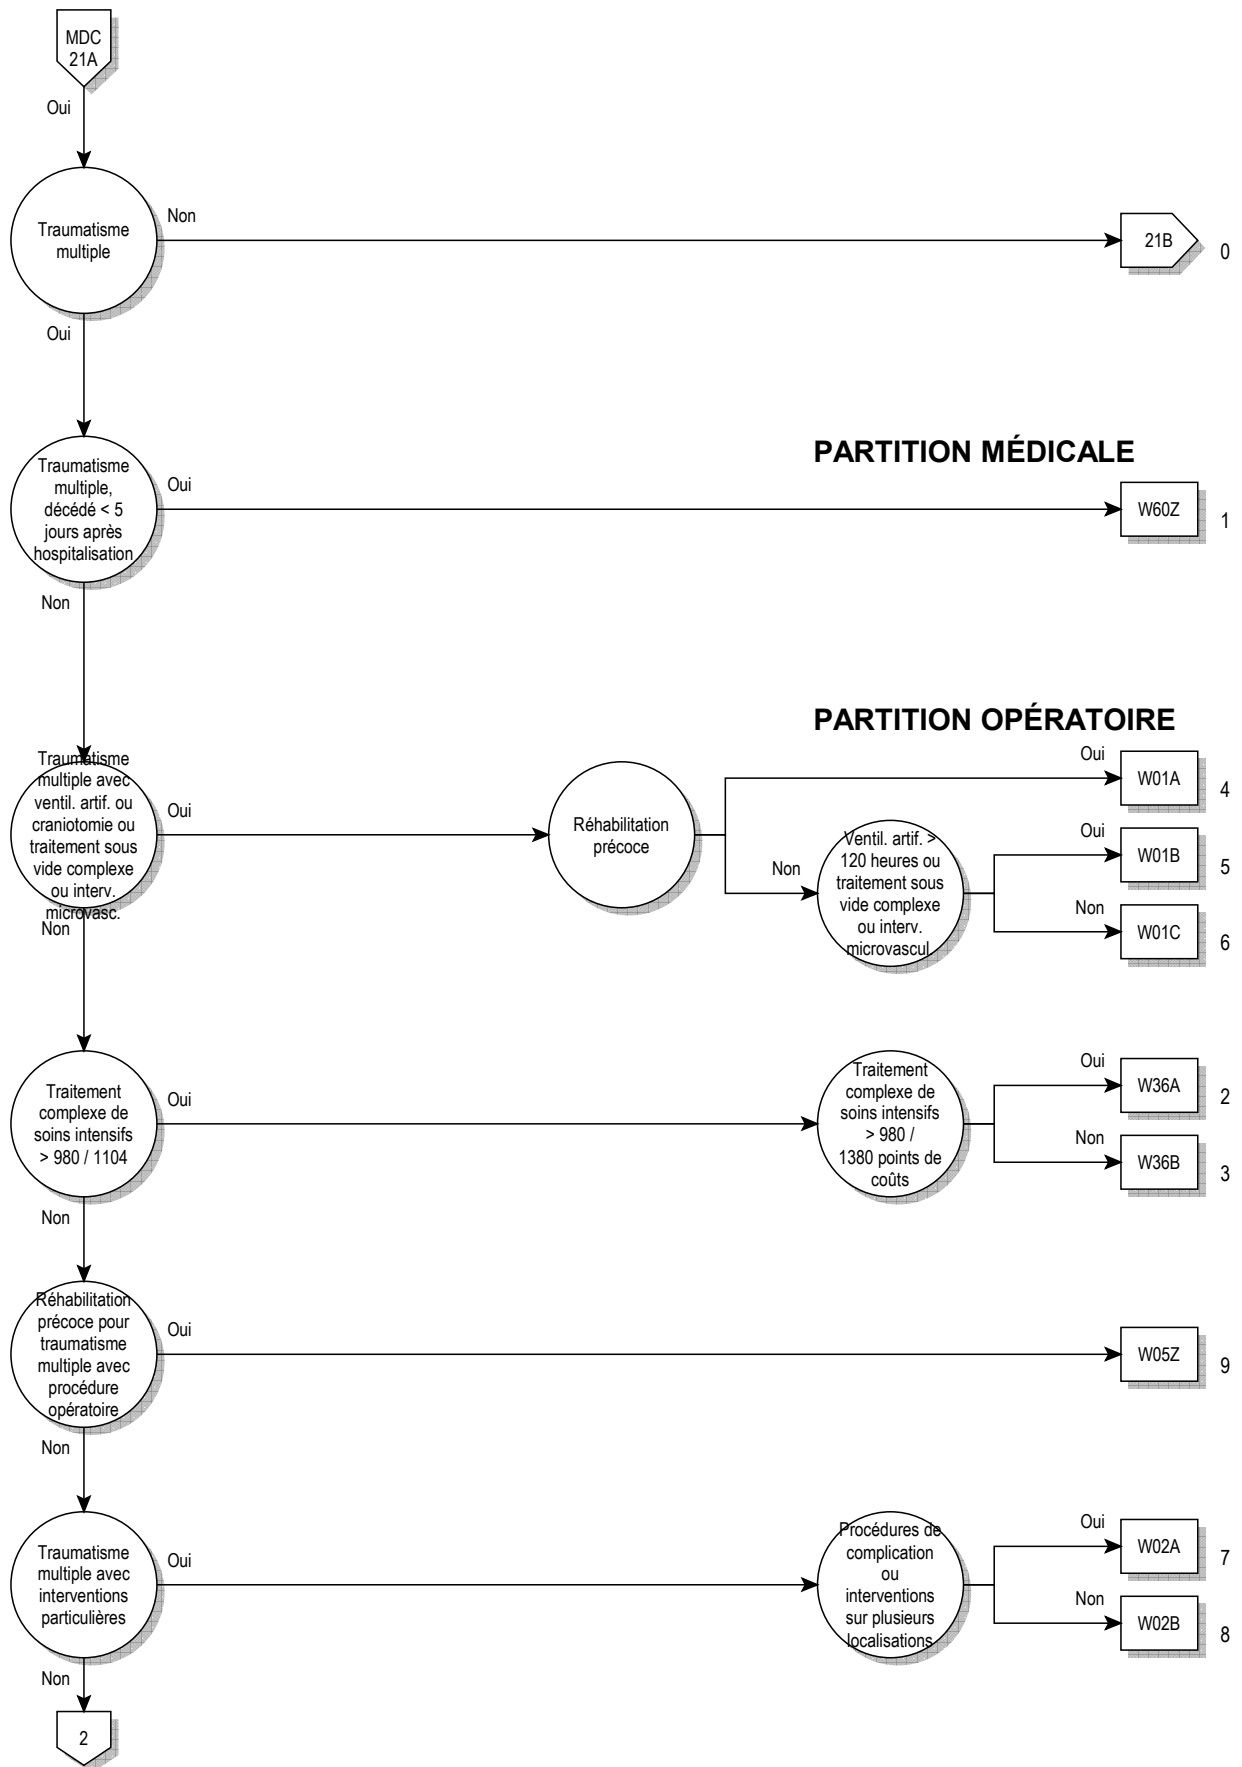 MDC
21A
Oui
Traumatisme
multiple
Non
21B
0
Oui
PARTITION MÉDICALE
Traumatisme
multiple,
décédé < 5
jours après
hospitalisation
Oui
W60Z
1
Non
PARTITION OPÉRATOIRE
Traumatisme
multiple avec
ventil. artif. ou
craniotomie ou
traitement sous
vide complexe
ou interv.
microvasc.
Oui
Réhabilitation
précoce
Oui
W01A
4
Non
Ventil. artif. >
120 heures ou
traitement sous
vide complexe
ou interv.
microvascul.
Oui
W01B
5
Non
W01C
6
Non
Traitement
complexe de
soins intensifs
> 980 / 1104
Oui
Traitement
complexe de
soins intensifs
> 980 /
1380 points de
coûts
Oui
W36A
2
Non
W36B
3
Non
Réhabilitation
précoce pour
traumatisme
multiple avec
procédure
opératoire
Oui
W05Z
9
Non
Traumatisme
multiple avec
interventions
particulières
Oui
Procédures de
complication
ou
interventions
sur plusieurs
localisations
Oui
W02A
7
Non
W02B
8
Non
2